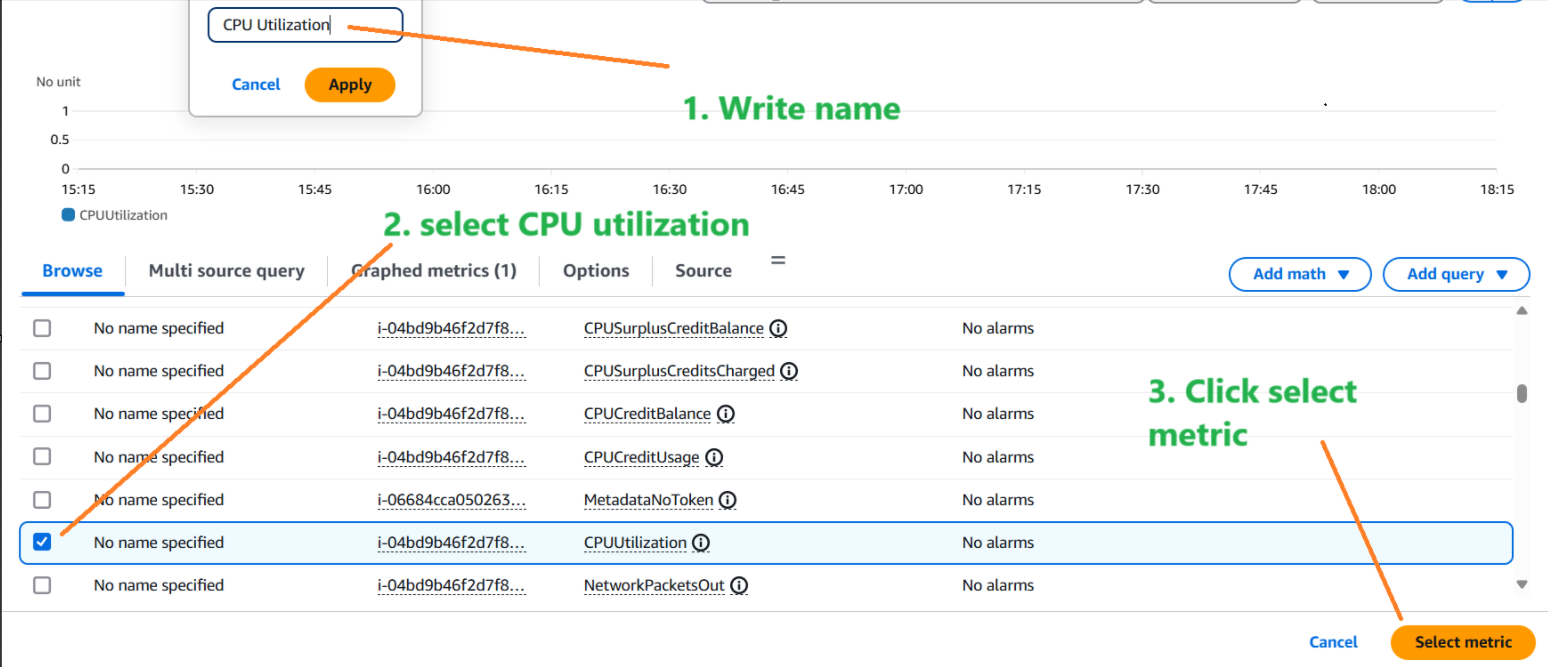 CPU Utilization
Cancel Apply
No unit
1. Write name
1
0.5
0
15:15 15:30 15:45 16:00 16:15 16:30 16:45 17:00 17:15 17:30 17:45 18:00 18:15
CPUUtilization
2. select CPU utilization
Browse Multi source query Graphed metrics (1) Options Source Add math Add query
No name specified i-04bd9b46f2d7f8... CPUSurplusCreditBalance No alarms
No name specified i-04bd9b46f2d7f8... CPUSurplusCreditsCharged No alarms
3. Click select
metric
No name specified i-04bd9b46f2d7f8... CPUCreditBalance No alarms
No name specified i-04bd9b46f2d7f8... CPUCreditUsage No alarms
No name specified i-06684cca050263... MetadataNoToken No alarms
No name specified i-04bd9b46f2d7f8... CPUUtilization No alarms
No name specified i-04bd9b46f2d7f8... NetworkPacketsOut No alarms
Cancel Select metric